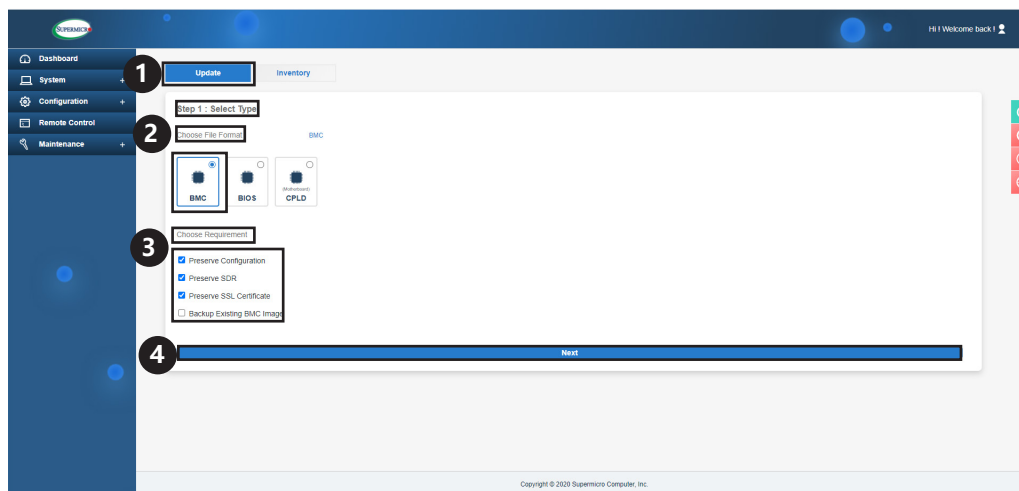 SUPERMICR
Hi ! Welcome back !
Dashboard
System +
Configuration +
Remote Control
Maintenance +
1
Update
Inventory
Step 1 : Select Type
2
Choose File Format
BMC
BMC
BIOS
(Motherboard)
CPLD
Choose Requirement
3
Preserve Configuration
Preserve SDR
Preserve SSL Certificate
Backup Existing BMC Image
4
Next
Copyright © 2020 Supermicro Computer, Inc.